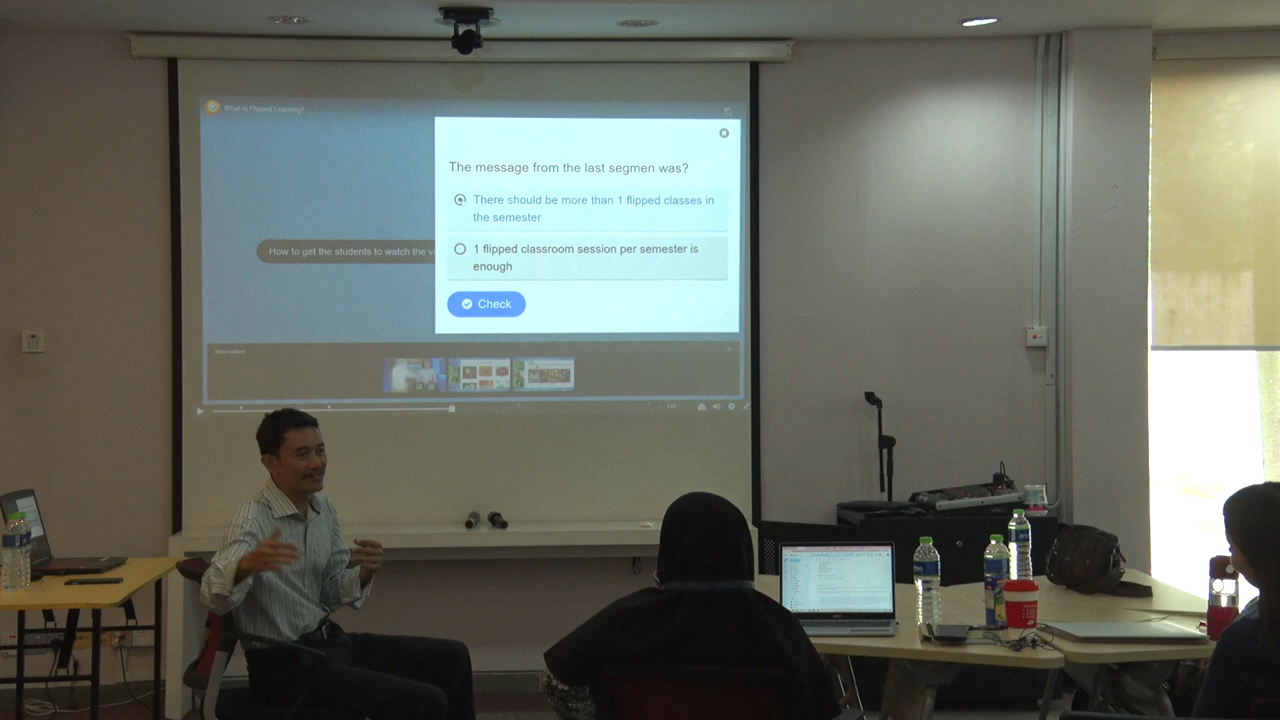 What is Flipped Learning?
The message from the last segmen was?
There should be more than 1 flipped classes in
the semester
How to get the students to watch the v
1 flipped classroom session per semester is
enough
Check
More videos